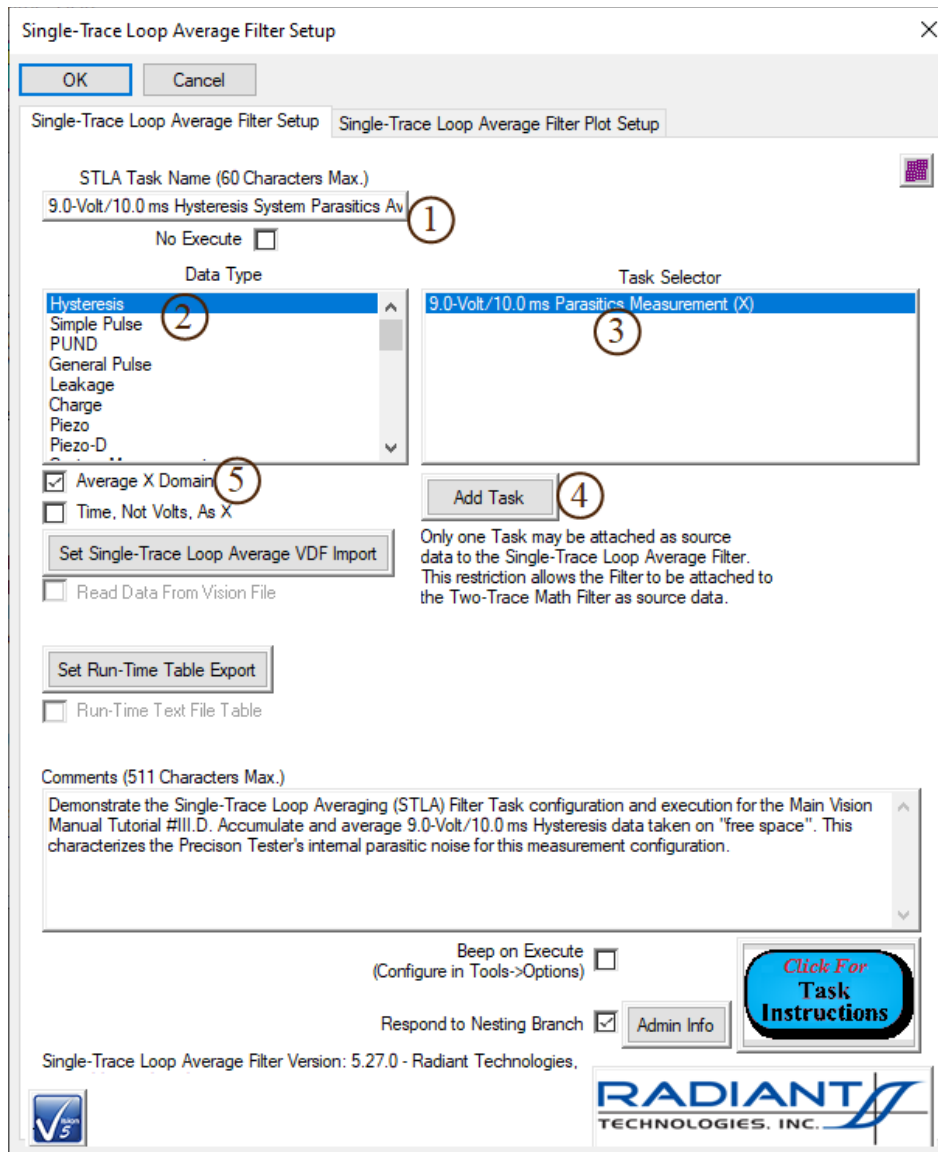 Single-Trace Loop Average Filter Setup
OK
Cancel
Single-Trace Loop Average Filter Setup
Single-Trace Loop Average Filter Plot Setup
STLA Task Name (60 Characters Max.)
9.0-Volt/10.0 ms Hysteresis System Parasitics Av
1
No Execute
Data Type
Task Selector
Hysteresis
2
Simple Pulse
PUND
General Pulse
Leakage
Charge
Piezo
Piezo-D
9.0-Volt/10.0 ms Parasitics Measurement (X)
3
Average X Domain
5
Time, Not Volts, As X
Add Task
4
Set Single-Trace Loop Average VDF Import
Read Data From Vision File
Only one Task may be attached as source
data to the Single-Trace Loop Average Filter.
This restriction allows the Filter to be attached to
the Two-Trace Math Filter as source data.
Set Run-Time Table Export
Run-Time Text File Table
Comments (511 Characters Max.)
Demonstrate the Single-Trace Loop Averaging (STLA) Filter Task configuration and execution for the Main Vision
Manual Tutorial #III.D. Accumulate and average 9.0-Volt/10.0 ms Hysteresis data taken on "free space". This
characterizes the Precison Tester's internal parasitic noise for this measurement configuration.
Beep on Execute
(Configure in Tools->Options)
Click For
Task
Instructions
Respond to Nesting Branch
Admin Info
Single-Trace Loop Average Filter Version: 5.27.0 - Radiant Technologies,
Vision
5
RADIANT
TECHNOLOGIES, INC.